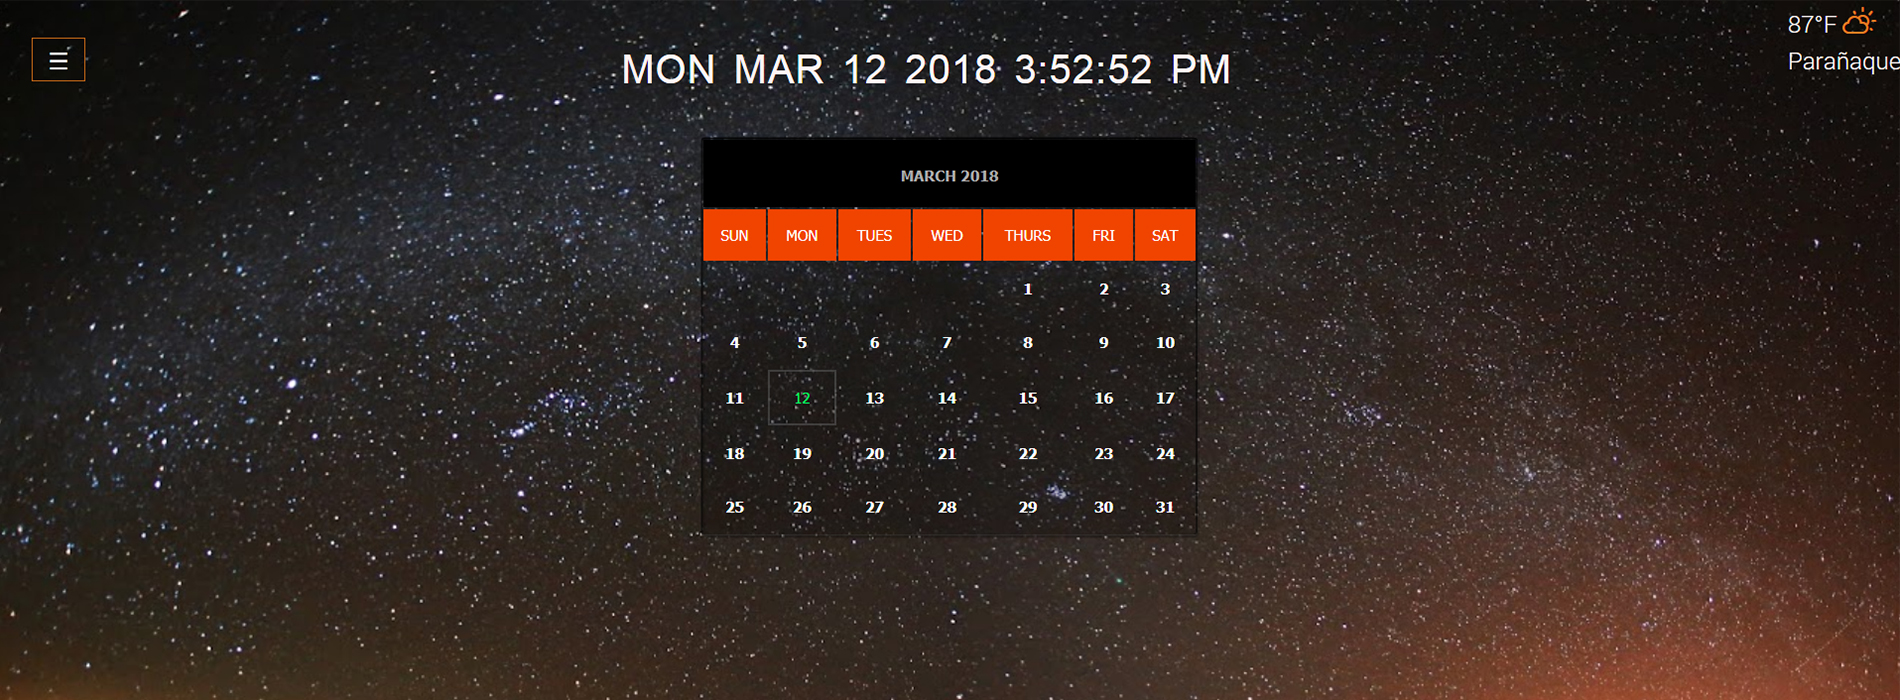 87°F
Parañaque
☰
MON MAR 12 2018 3:52:52 PM
MARCH 2018
SUN MON TUES WED THURS FRI SAT
1 2 3
4 5 6 7 8 9 10
11 12 13 14 15 16 17
18 19 20 21 22 23 24
25 26 27 28 29 30 31